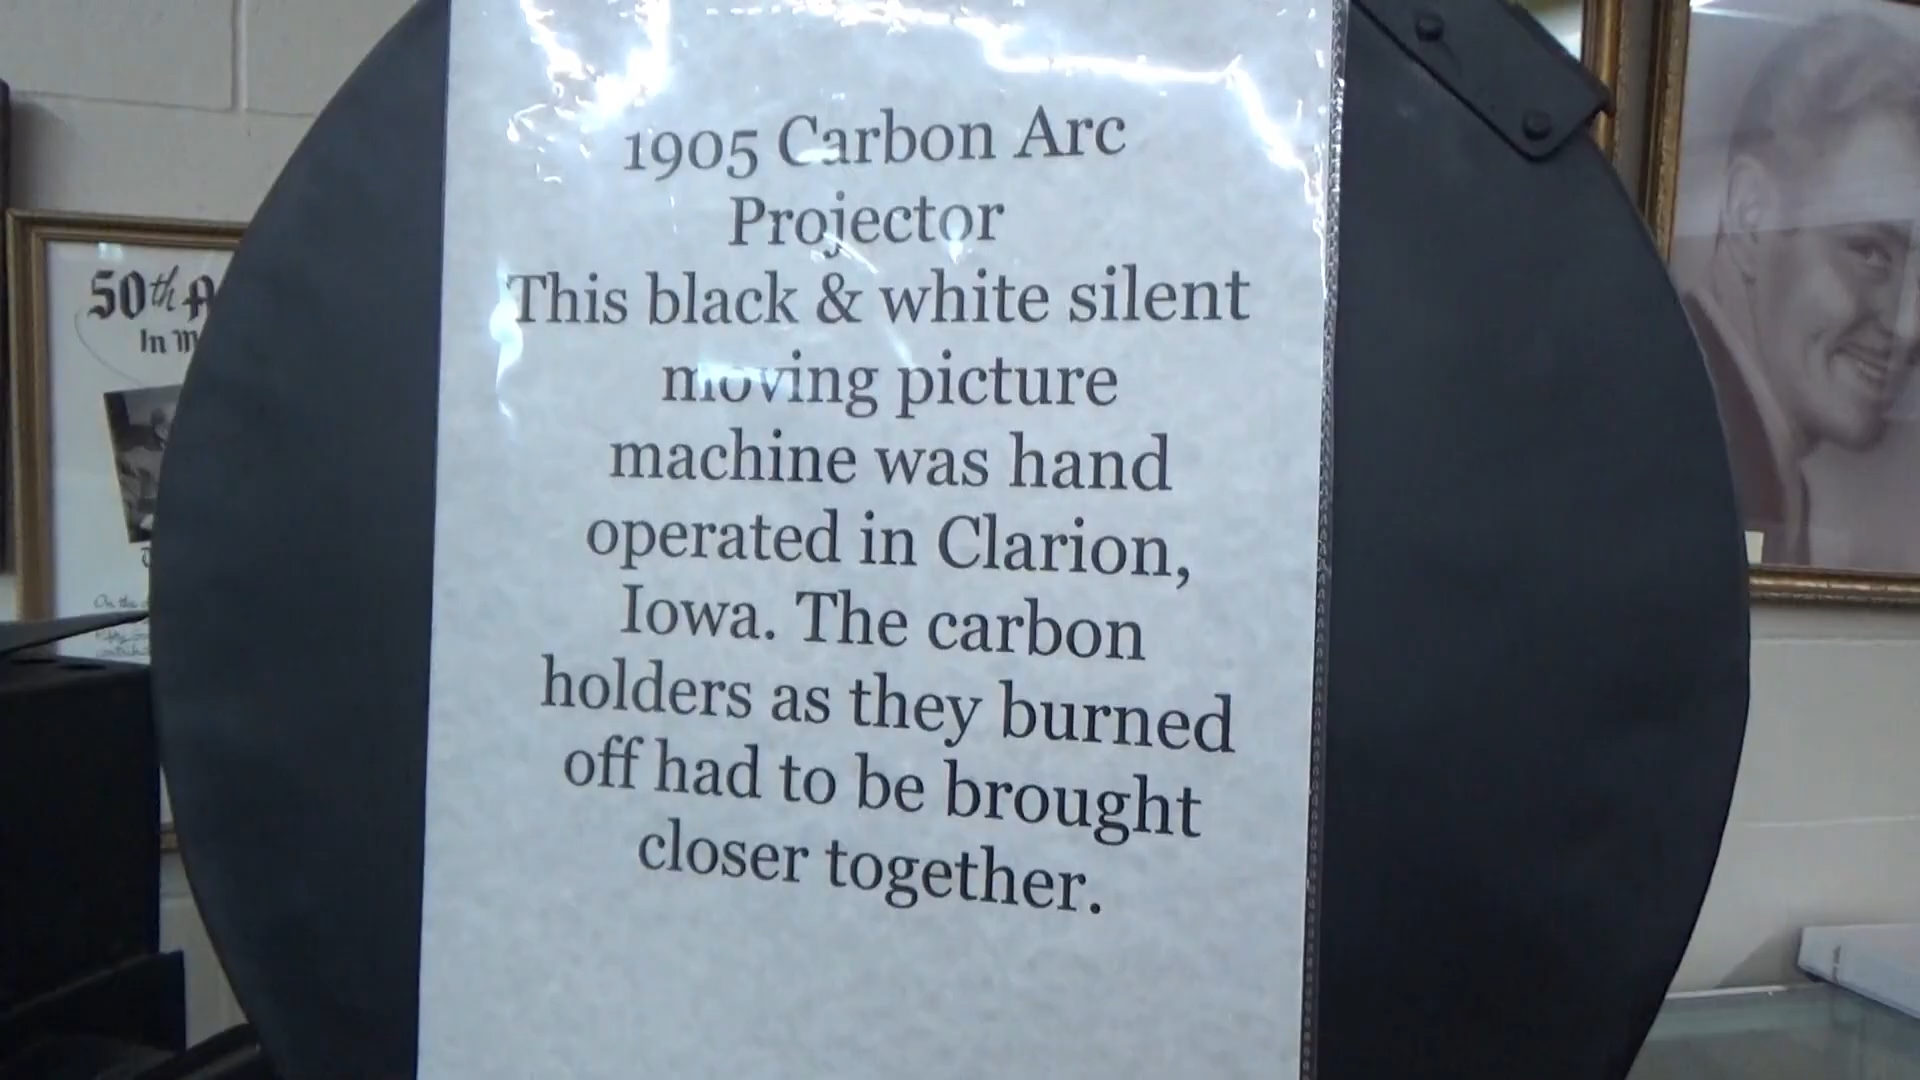 1905 Carbon Arc
Projector
This black & white silent
moving picture
machine was hand
operated in Clarion,
Iowa. The carbon
holders as they burned
off had to be brought
closer together.
50th
In